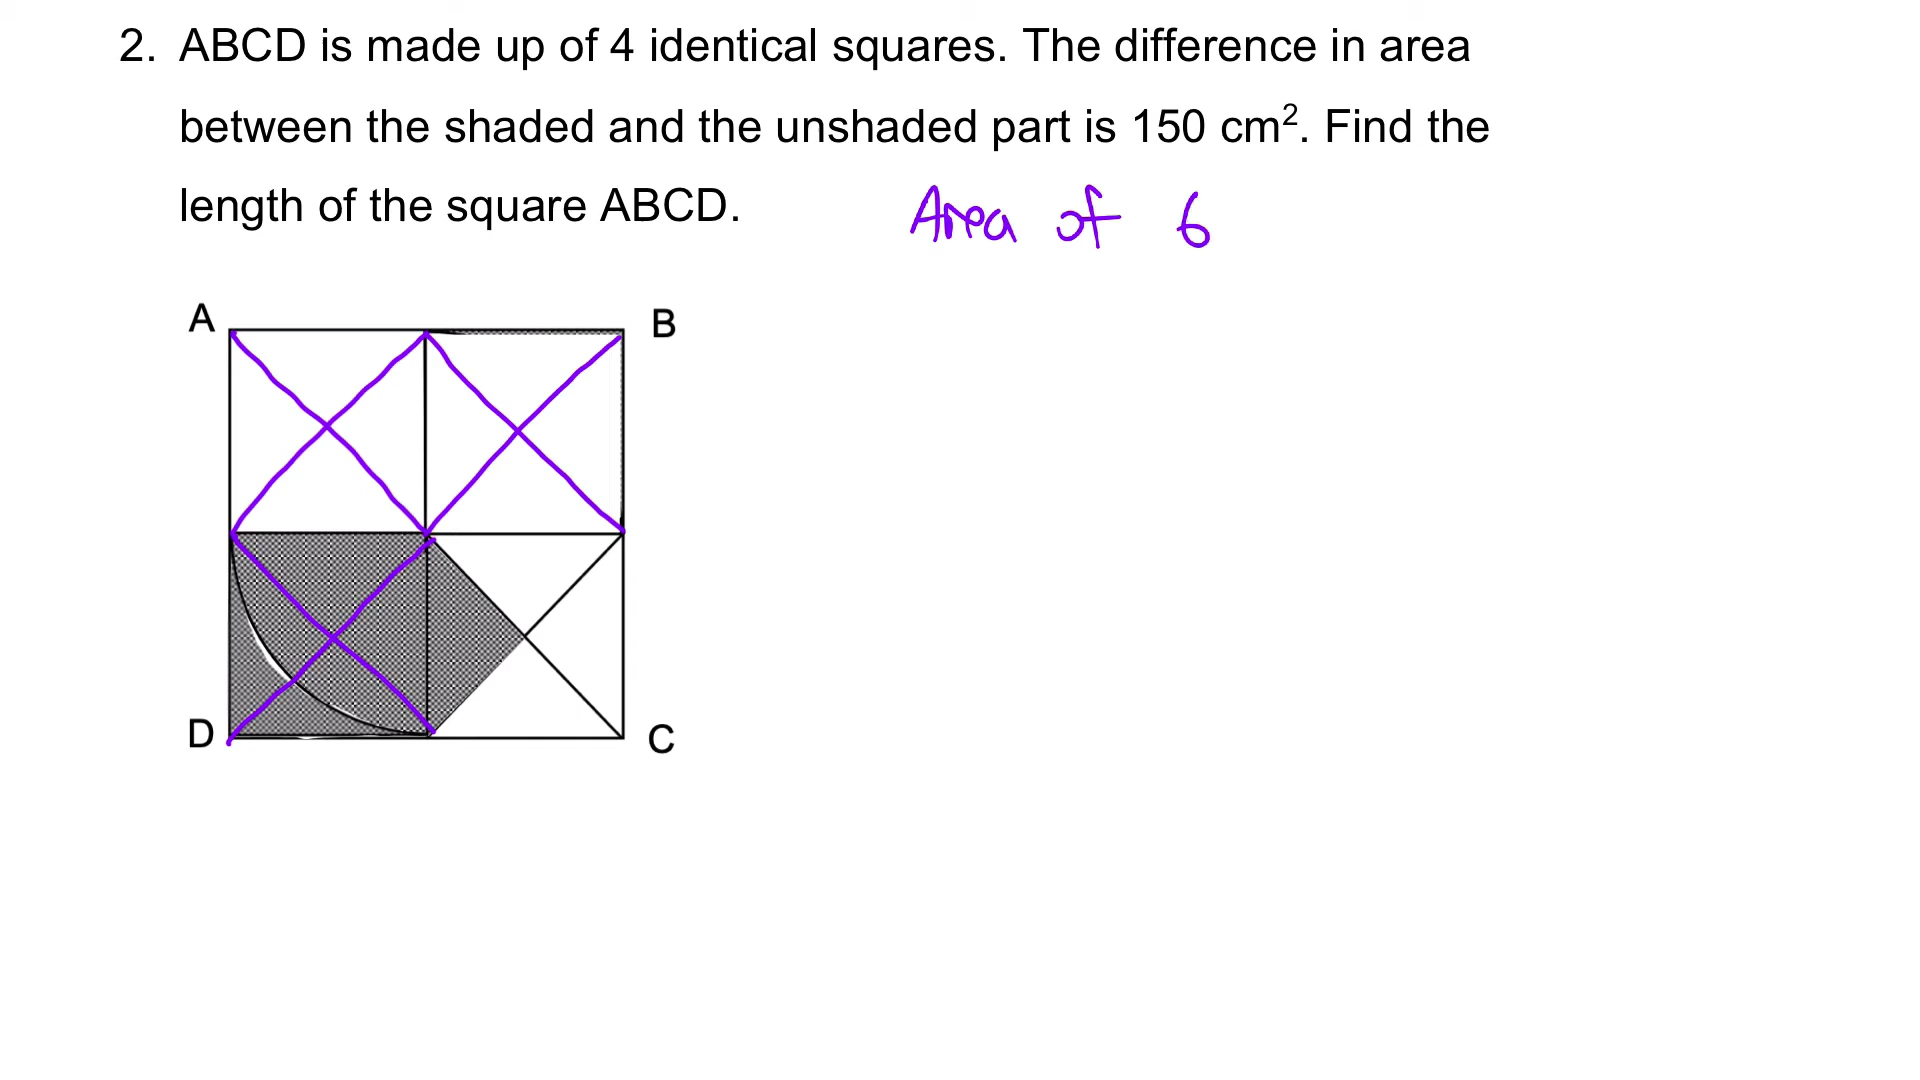 2. ABCD is made up of 4 identical squares. The difference in area
between the shaded and the unshaded part is 150 cm². Find the
length of the square ABCD.
Area of 6
A
B
D
C